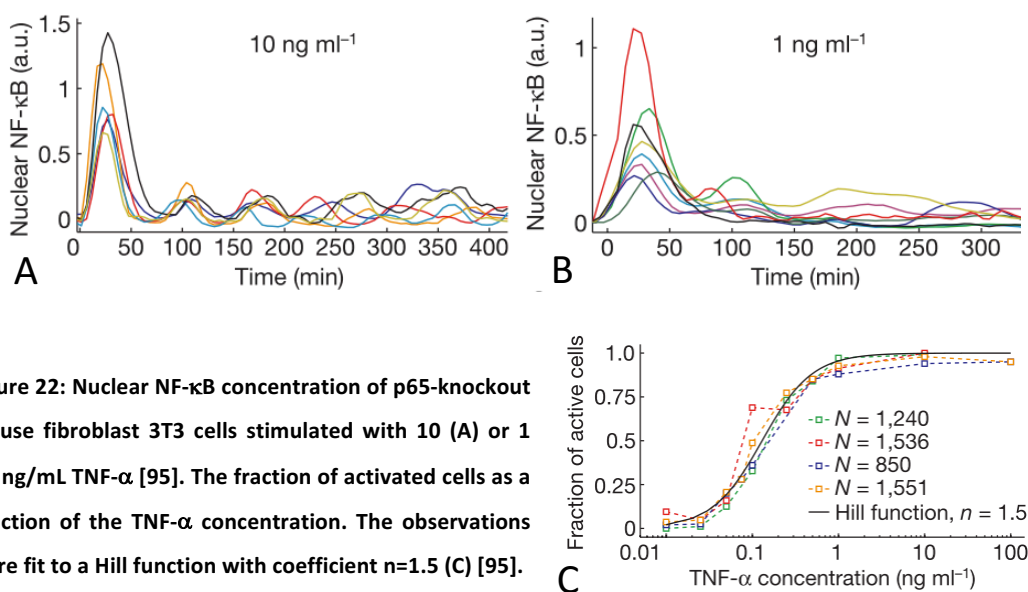 1.5
10 ng ml⁻¹
1
0.5
0
Nuclear NF-κB (a.u.)
0 50 100 150 200 250 300 350 400
Time (min)
A
1 ng ml⁻¹
1
0.5
0
Nuclear NF-κB (a.u.)
0 50 100 150 200 250 300
Time (min)
B
ure 22: Nuclear NF-κB concentration of p65-knockout
use fibroblast 3T3 cells stimulated with 10 (A) or 1
ng/mL TNF-α [95]. The fraction of activated cells as a
ction of the TNF-α concentration. The observations
re fit to a Hill function with coefficient n=1.5 (C) [95].
1.0
0.75
0.50
0.25
0
Fraction of active cells
N = 1,240
N = 1,536
N = 850
N = 1,551
Hill function, n = 1.5
0.01 0.1 1 10 100
TNF-α concentration (ng ml⁻¹)
C